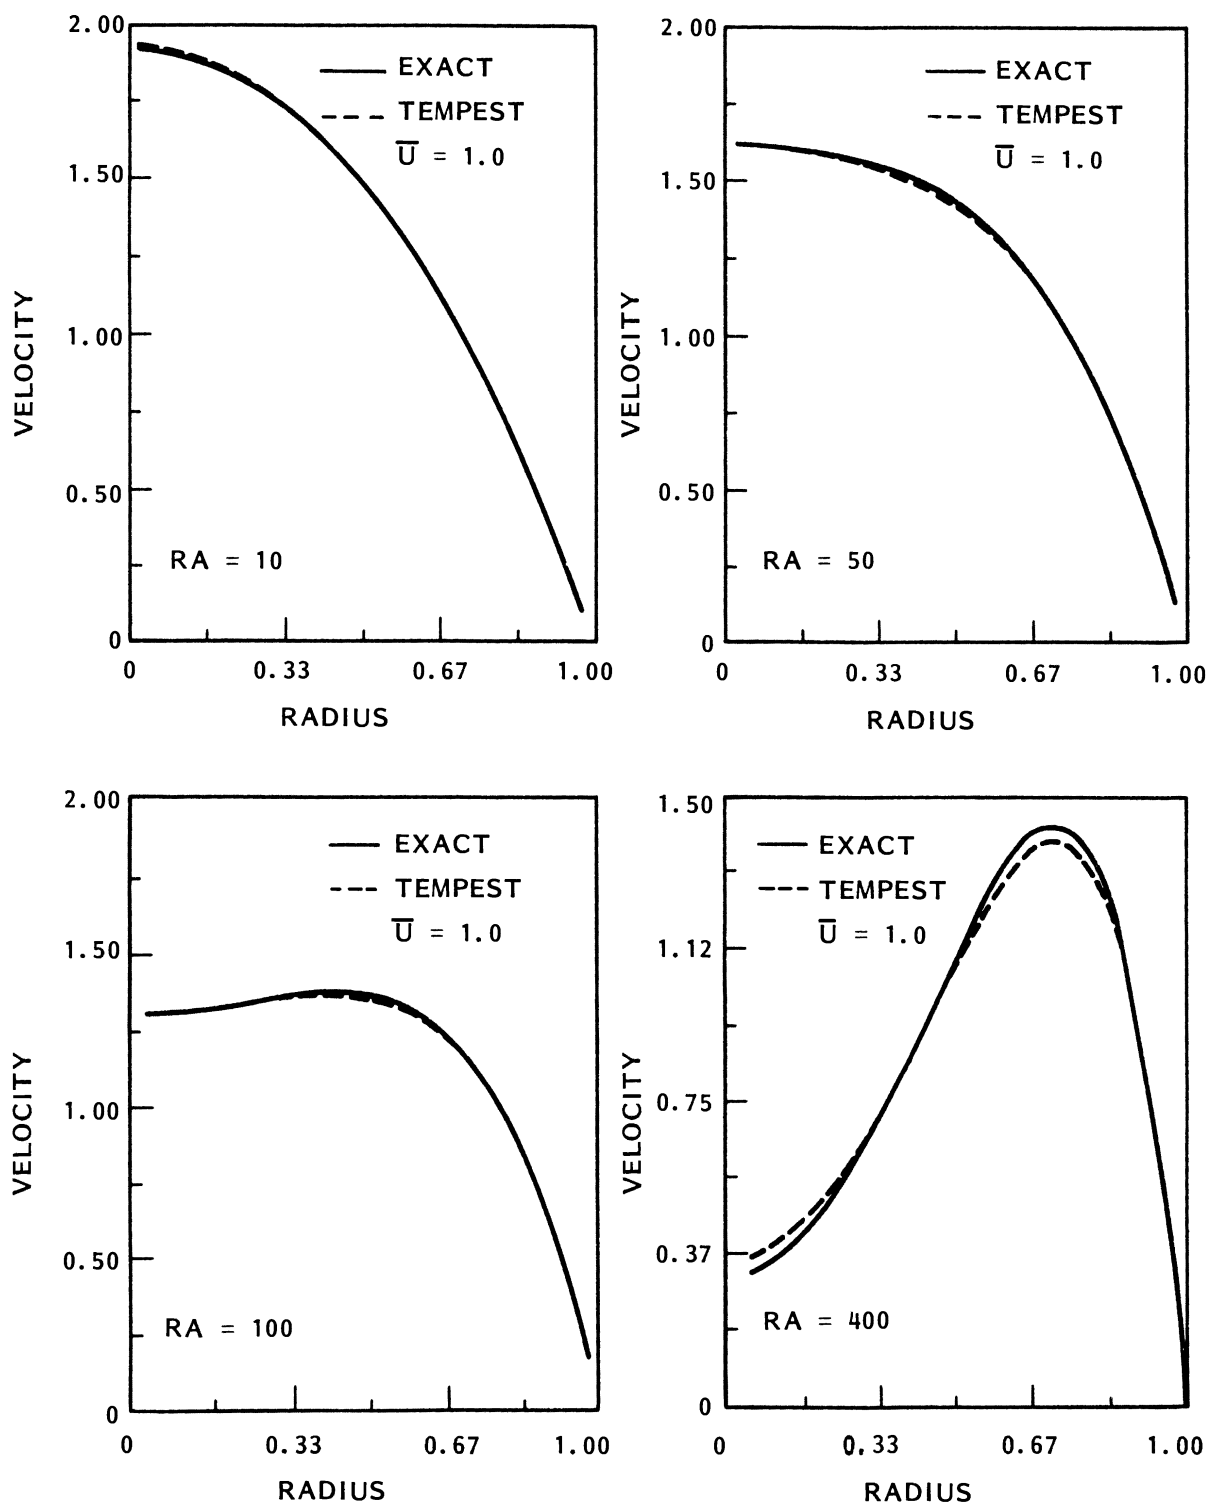 2.00
EXACT
TEMPEST
U̅ = 1.0
1.50
1.00
0.50
0
VELOCITY
RA = 10
0 0.33 0.67 1.00
RADIUS
2.00
EXACT
TEMPEST
U̅ = 1.0
1.50
1.00
0.50
0
VELOCITY
RA = 50
0 0.33 0.67 1.00
RADIUS
2.00
EXACT
TEMPEST
U̅ = 1.0
1.50
1.00
0.50
0
VELOCITY
RA = 100
0 0.33 0.67 1.00
RADIUS
1.50
EXACT
TEMPEST
U̅ = 1.0
1.12
0.75
0.37
0
VELOCITY
RA = 400
0 0.33 0.67 1.00
RADIUS